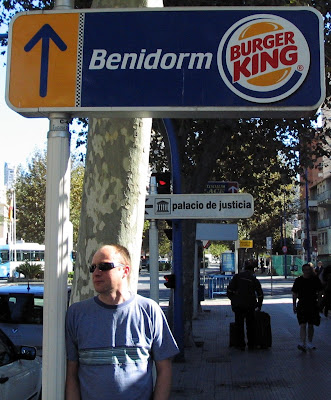 Benidorm
BURGER
KING
palacio de justicia